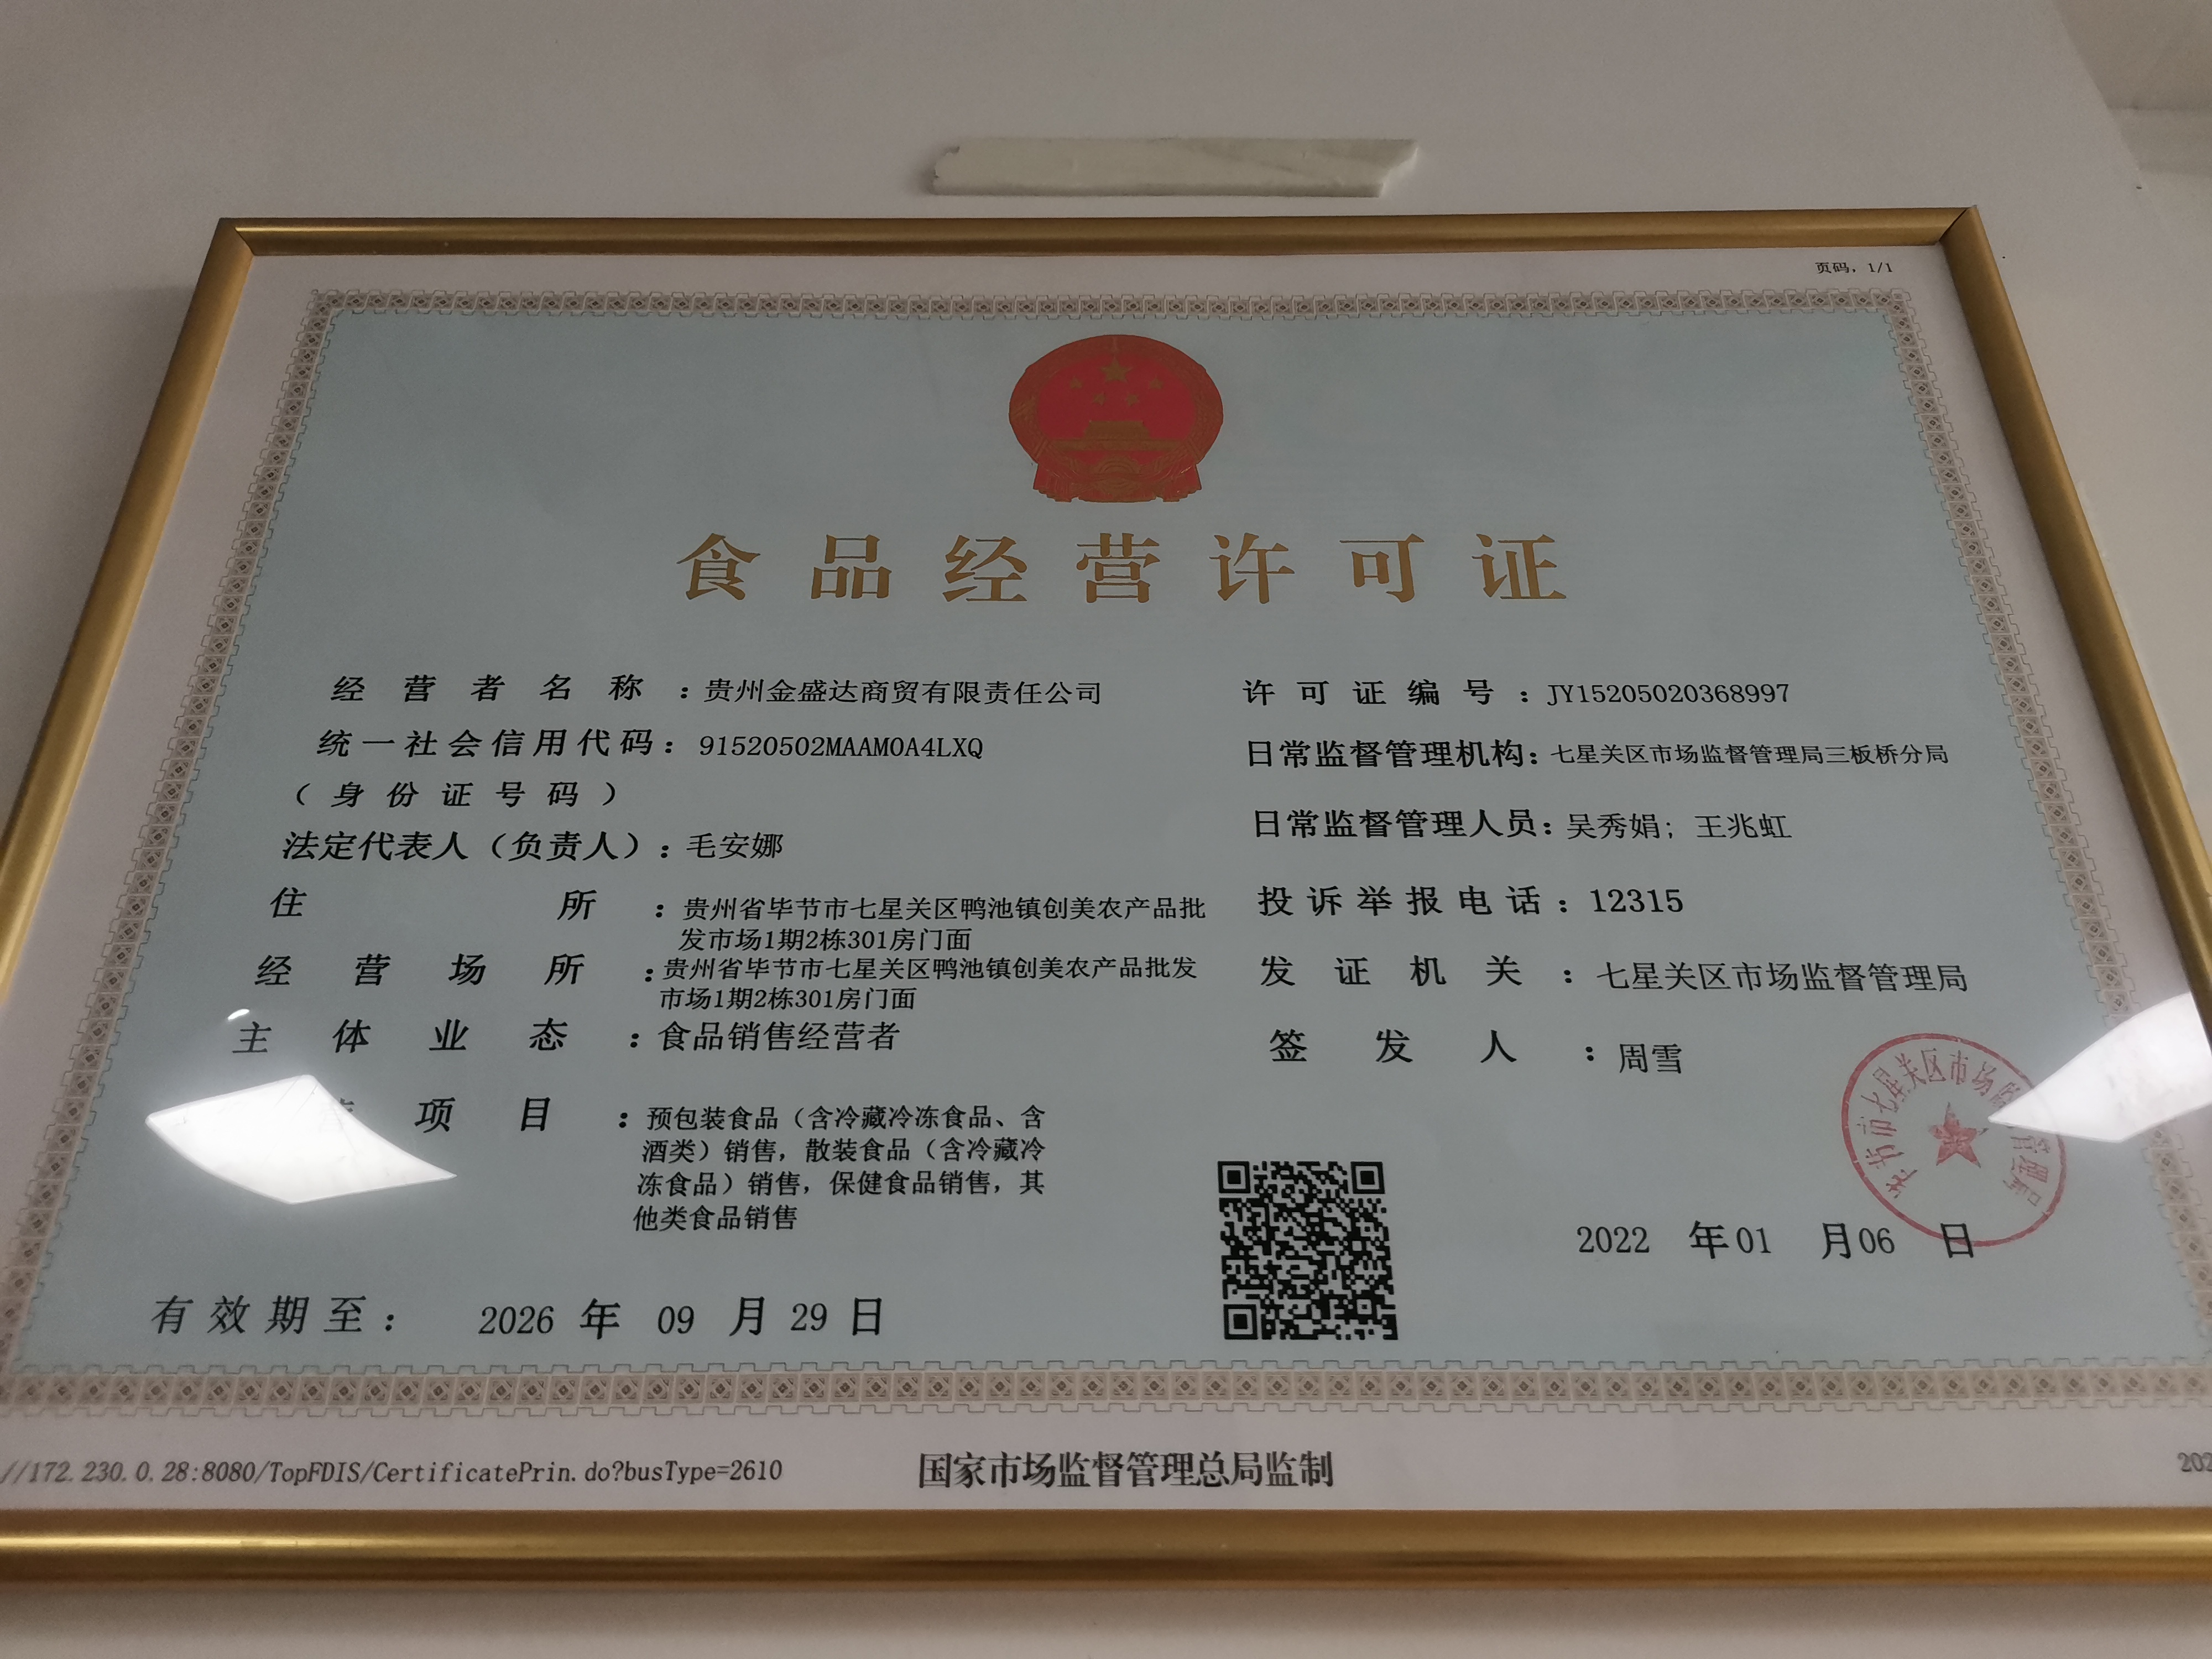 页码，1/1
食品经营许可证
经营者名称：贵州金盛达商贸有限责任公司
统一社会信用代码：91520502MAAM0A4LXQ
（身份证号码）
法定代表人（负责人）：毛安娜
住所：贵州省毕节市七星关区鸭池镇创美农产品批
发市场1期2栋301房门面
经营场所：贵州省毕节市七星关区鸭池镇创美农产品批发
市场1期2栋301房门面
主体业态：食品销售经营者
项目：预包装食品（含冷藏冷冻食品、含
酒类）销售，散装食品（含冷藏冷
冻食品）销售，保健食品销售，其
他类食品销售
有效期至：2026年09月29日
许可证编号：JY15205020368997
日常监督管理机构：七星关区市场监督管理局三板桥分局
日常监督管理人员：吴秀娟；王兆虹
投诉举报电话：12315
发证机关：七星关区市场监督管理局
签发人：周雪
毕节市七星关区市场监管理局
2022年01月06日
//172.230.0.28:8080/TopFDIS/CertificatePrin.do?busType=2610
国家市场监督管理总局监制
202